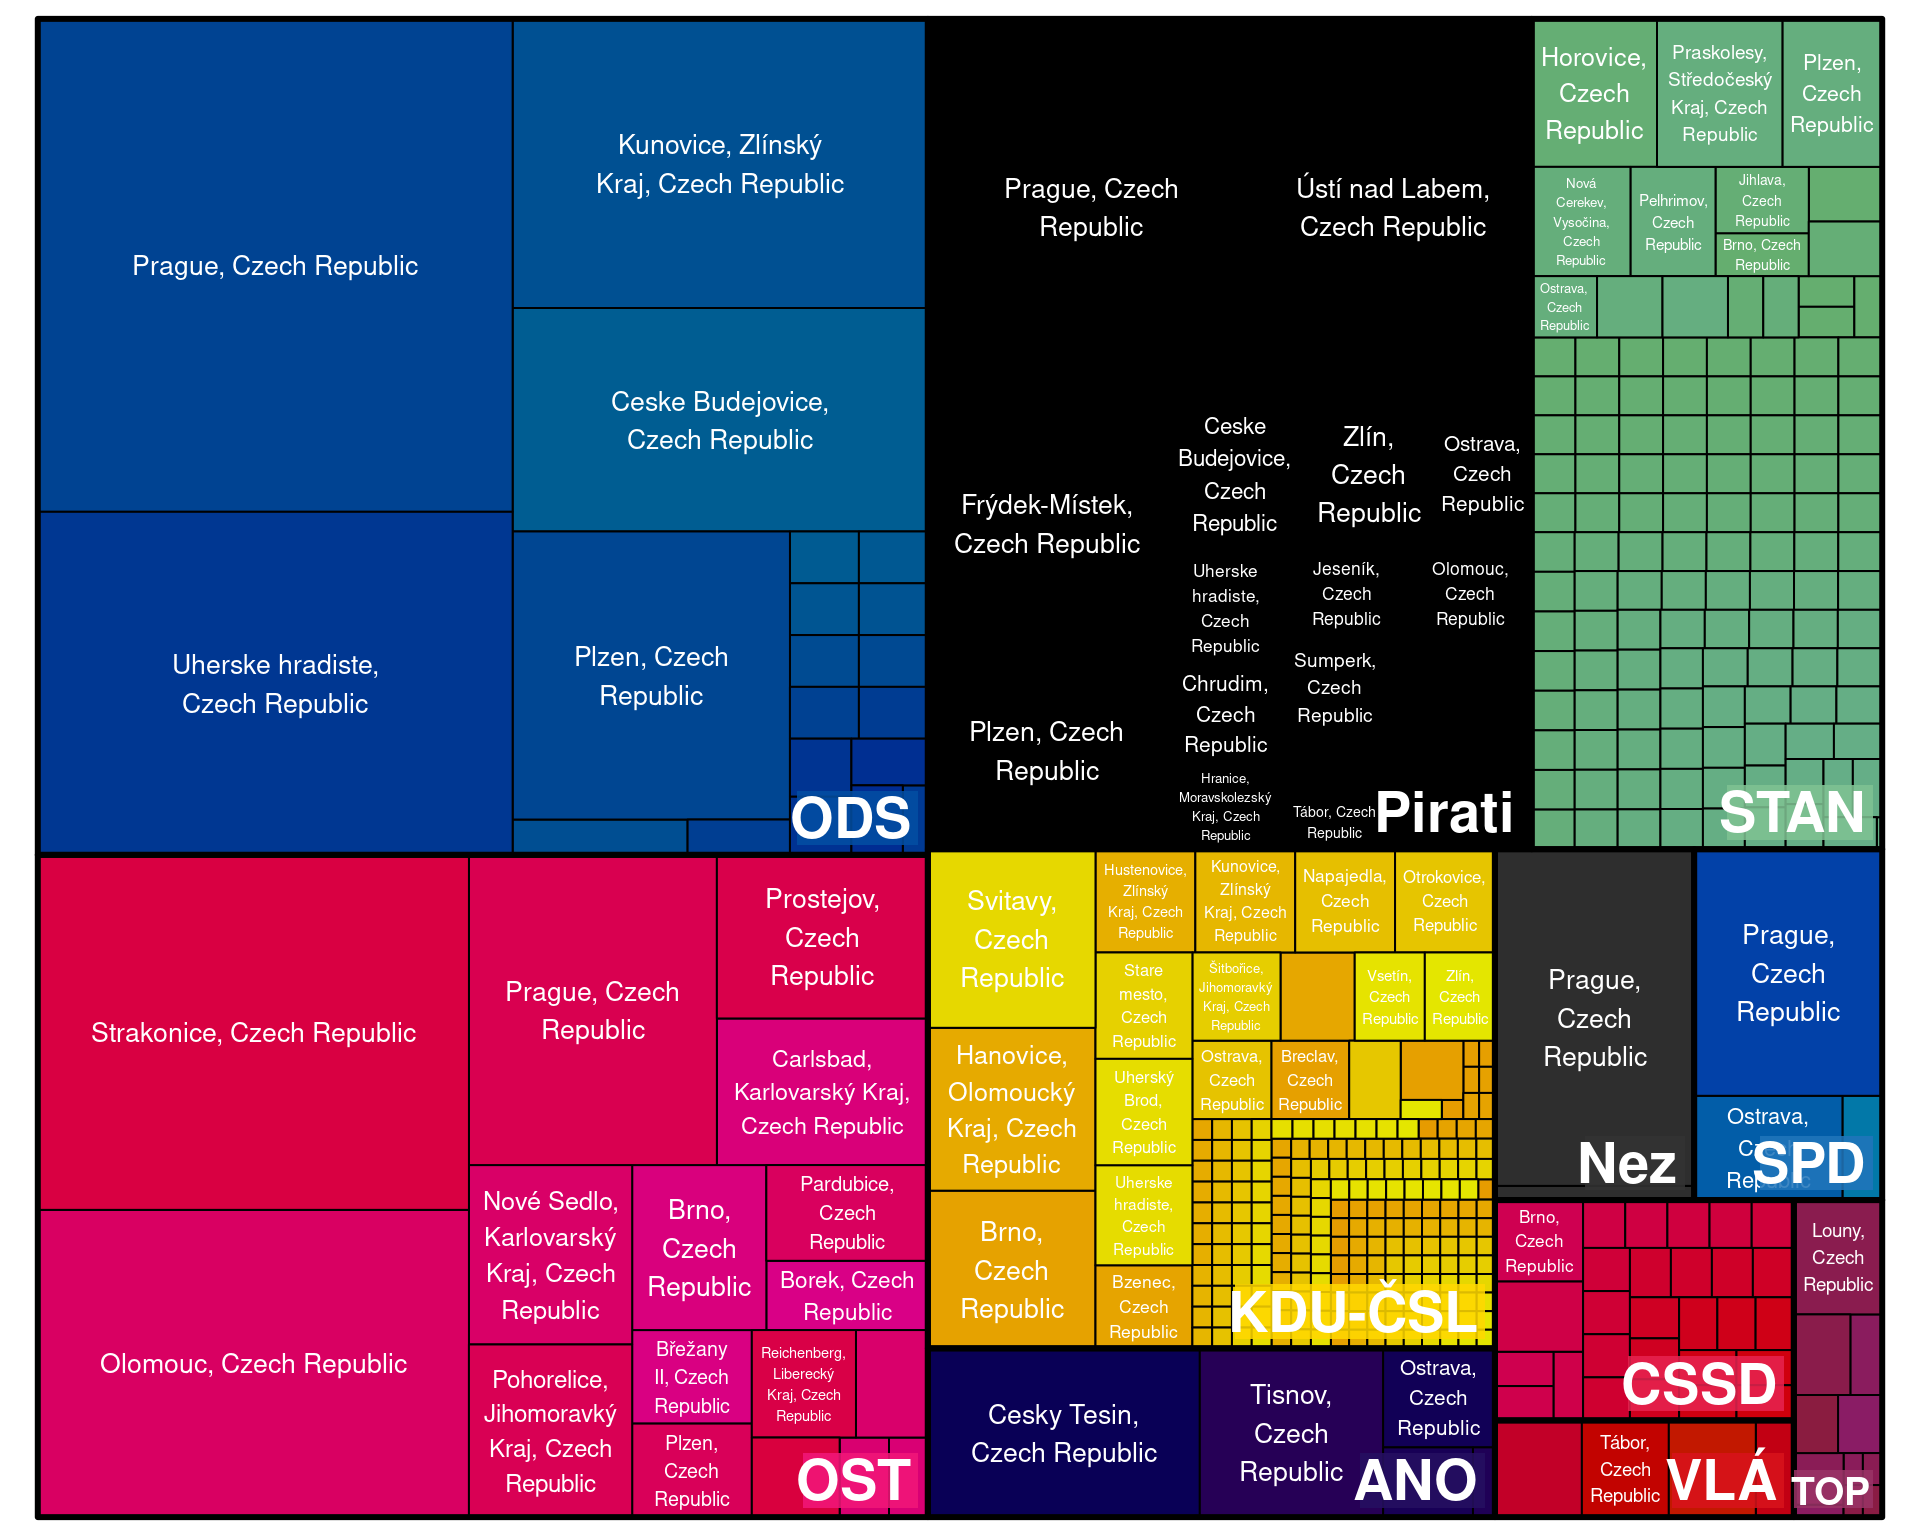 Prague, Czech Republic
Kunovice, Zlínský
Kraj, Czech Republic
Ceske Budejovice,
Czech Republic
Uherske hradiste,
Czech Republic
Plzen, Czech
Republic
ODS
Prague, Czech
Republic
Ústí nad Labem,
Czech Republic
Frýdek-Místek,
Czech Republic
Ceske
Budejovice,
Czech
Republic
Zlín,
Czech
Republic
Ostrava,
Czech
Republic
Uherske
hradiste,
Czech
Republic
Jeseník,
Czech
Republic
Olomouc,
Czech
Republic
Plzen, Czech
Republic
Chrudim,
Czech
Republic
Sumperk,
Czech
Republic
Hranice,
Moravskolezský
Kraj, Czech
Republic
Tábor, Czech
Republic
Pirati
Horovice,
Czech
Republic
Praskolesy,
Středočeský
Kraj, Czech
Republic
Plzen,
Czech
Republic
Nová
Cerekev,
Vysočina,
Czech
Republic
Pelhrimov,
Czech
Republic
Jihlava,
Czech
Republic
Brno, Czech
Republic
Ostrava,
Czech
Republic
STAN
Strakonice, Czech Republic
Olomouc, Czech Republic
Prague, Czech
Republic
Prostejov,
Czech
Republic
Carlsbad,
Karlovarský Kraj,
Czech Republic
Nové Sedlo,
Karlovarský
Kraj, Czech
Republic
Brno,
Czech
Republic
Pardubice,
Czech
Republic
Borek, Czech
Republic
Pohorelice,
Jihomoravký
Kraj, Czech
Republic
Břežany
II, Czech
Republic
Reichenberg,
Liberecký
Kraj, Czech
Republic
Plzen,
Czech
Republic
OST
Svitavy,
Czech
Republic
Hustenovice,
Zlínský
Kraj, Czech
Republic
Kunovice,
Zlínský
Kraj, Czech
Republic
Napajedla,
Czech
Republic
Otrokovice,
Czech
Republic
Stare
mesto,
Czech
Republic
Šitbořice,
Jihomoravký
Kraj, Czech
Republic
Vsetín,
Czech
Republic
Zlín,
Czech
Republic
Hanovice,
Olomoucký
Kraj, Czech
Republic
Uherský
Brod,
Czech
Republic
Ostrava,
Czech
Republic
Breclav,
Czech
Republic
Brno,
Czech
Republic
Uherske
hradiste,
Czech
Republic
Bzenec,
Czech
Republic
KDU-ČSL
Cesky Tesin,
Czech Republic
Tisnov,
Czech
Republic
Ostrava,
Czech
Republic
ANO
Prague,
Czech
Republic
Nez
Prague,
Czech
Republic
Ostrava,
SPD
Brno,
Czech
Republic
CSSD
Louny,
Czech
Republic
TOP
Tábor,
Czech
Republic
VLÁ